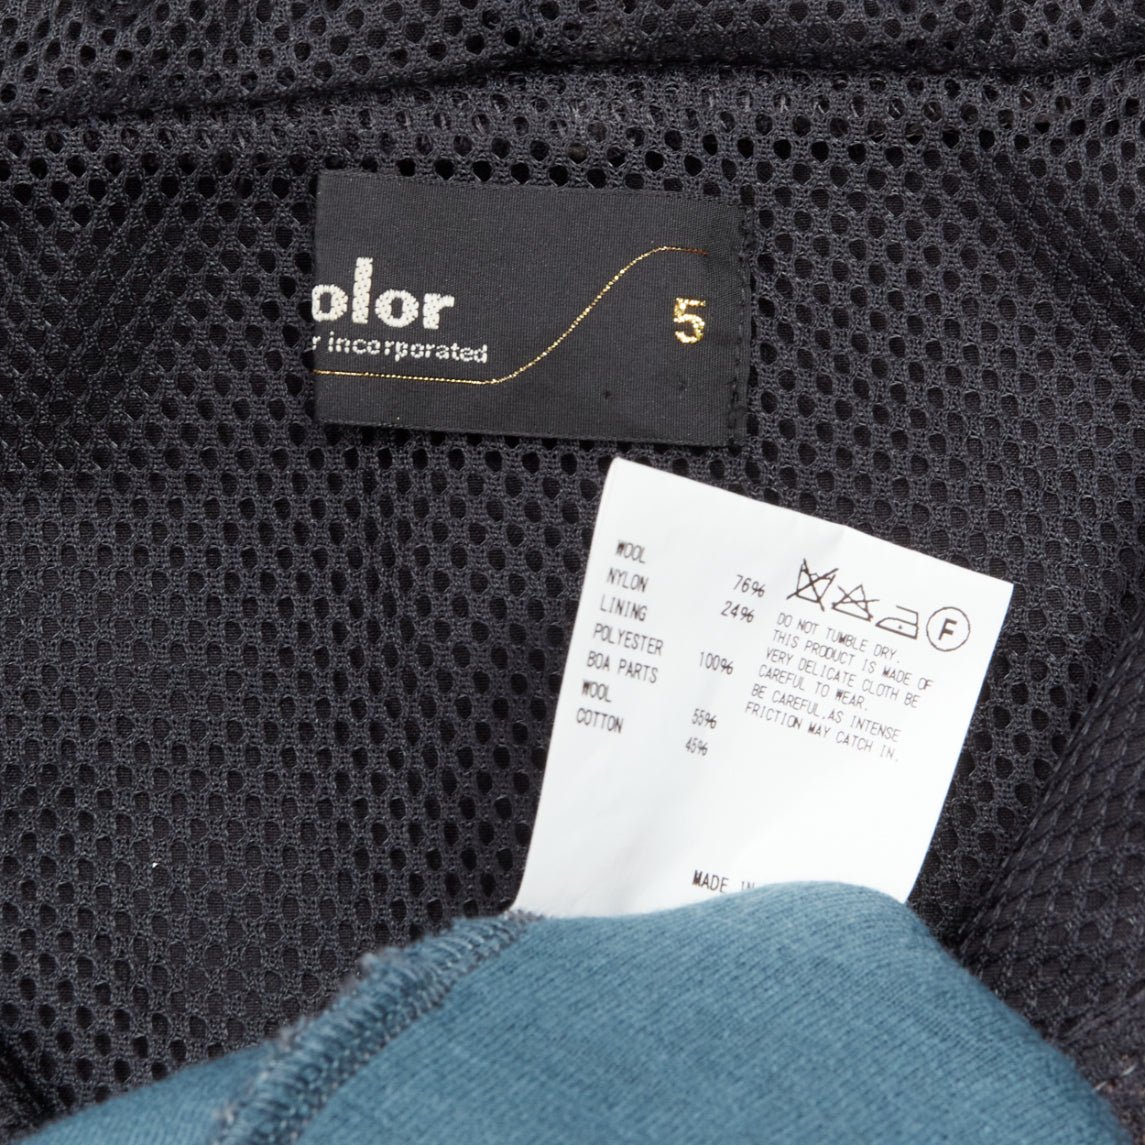 olor
r incorporated
5
WOOL 76%
NYLON 24%
LINING
POLYESTER 100%
BOA PARTS
WOOL 55%
COTTON 45%
F
DO NOT TUMBLE DRY.
THIS PRODUCT IS MADE OF
VERY DELICATE CLOTH BE
CAREFUL TO WEAR.
BE CAREFUL,AS INTENSE
FRICTION MAY CATCH IN.
MADE IN